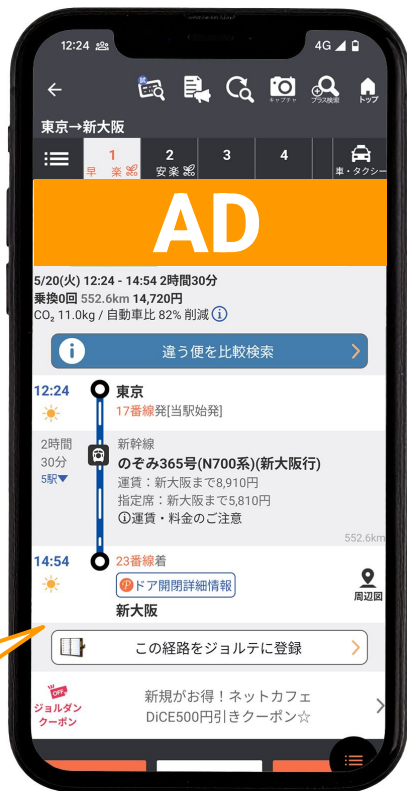 12:24
4G
キャプチャ
プラス検索
トップ
東京→新大阪
1
早 楽
2
安楽
3
4
車・タクシー
AD
5/20(火) 12:24 - 14:54 2時間30分
乗換0回 552.6km 14,720円
CO₂ 11.0kg / 自動車比 82% 削減 i
i 違う便を比較検索
12:24 東京
17番線発[当駅始発]
2時間
30分
5駅▼
新幹線
のぞみ365号(N700系)(新大阪行)
運賃：新大阪まで8,910円
指定席：新大阪まで5,810円
ⓘ運賃・料金のご注意
552.6km
14:54 23番線着
ドア開閉詳細情報
新大阪
周辺図
この経路をジョルテに登録
OFF
ジョルダン
クーポン
新規がお得！ネットカフェ
DiCE500円引きクーポン☆